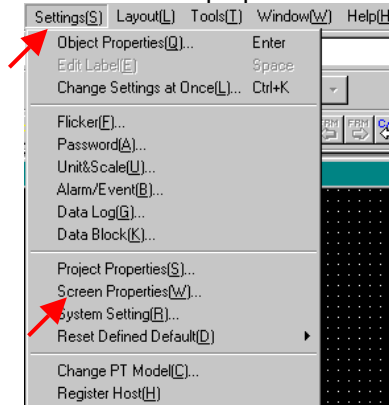 Settings(S) Layout(L) Tools(T) Window(W) Help(H
Object Properties(Q)... Enter
Edit Label(E) Space
Change Settings at Once(L)... Ctrl+K
Flicker(F)...
Password(A)...
Unit&Scale(U)...
Alarm/Event(B)...
Data Log(G)...
Data Block(K)...
Project Properties(S)...
Screen Properties(W)...
System Setting(R)...
Reset Defined Default(D)
Change PT Model(C)...
Register Host(H)
FRM